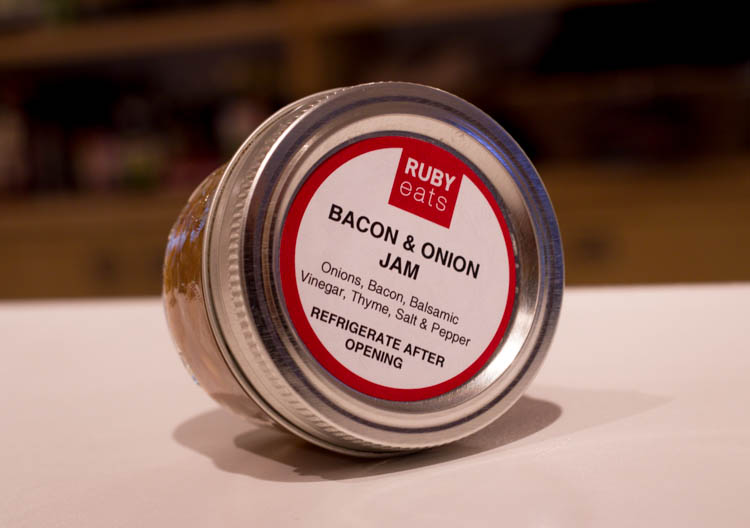 RUBY
eats
BACON & ONION
JAM
Onions, Bacon, Balsamic
Vinegar, Thyme, Salt & Pepper
REFRIGERATE AFTER
OPENING